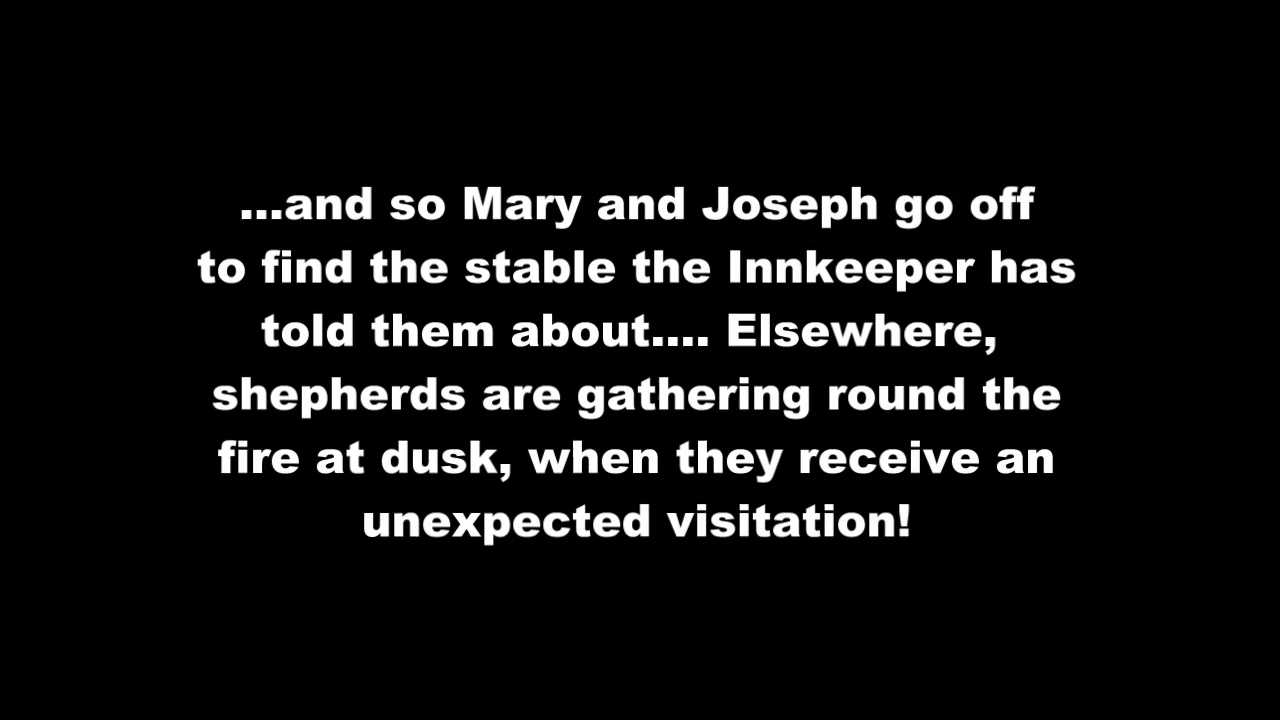 ...and so Mary and Joseph go off
to find the stable the Innkeeper has
told them about.... Elsewhere,
shepherds are gathering round the
fire at dusk, when they receive an
unexpected visitation!